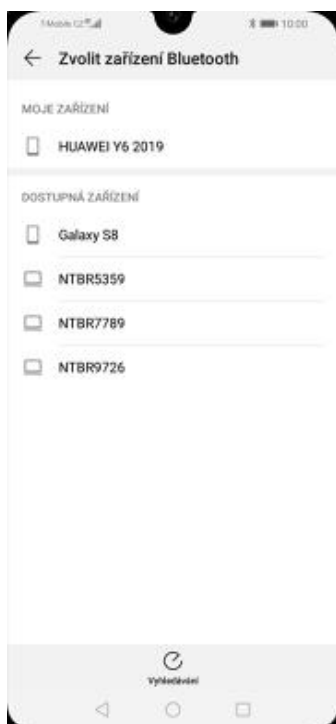 T-Mobile CZ
10:00
Zvolit zařízení Bluetooth
MOJE ZAŘÍZENÍ
HUAWEI Y6 2019
DOSTUPNÁ ZAŘÍZENÍ
Galaxy S8
NTBR5359
NTBR7789
NTBR9726
Vyhledávání